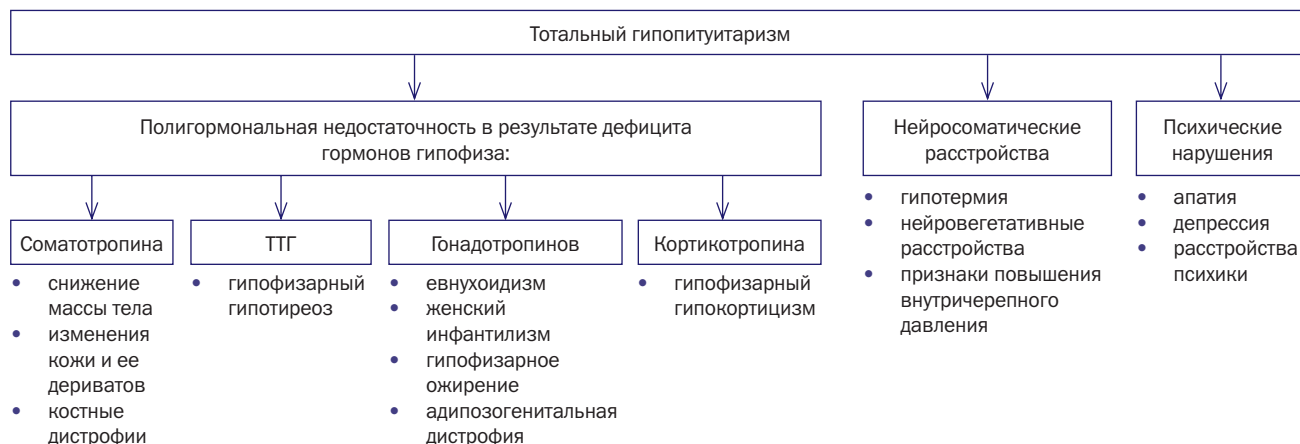 Тотальный гипопитуитаризм
Полигормональная недостаточность в результате дефицита
гормонов гипофиза:
Нейросоматические
расстройства
Психические
нарушения
Соматотропина
ТТГ
Гонадотропинов
Кортикотропина
• снижение
массы тела
• изменения
кожи и ее
дериватов
• костные
дистрофии
• гипофизарный
гипотиреоз
• евнухоидизм
• женский
инфантилизм
• гипофизарное
ожирение
• адипозогенитальная
дистрофия
• гипофизарный
гипокортицизм
• гипотермия
• нейровегетативные
расстройства
• признаки повышения
внутричерепного
давления
• апатия
• депрессия
• расстройства
психики